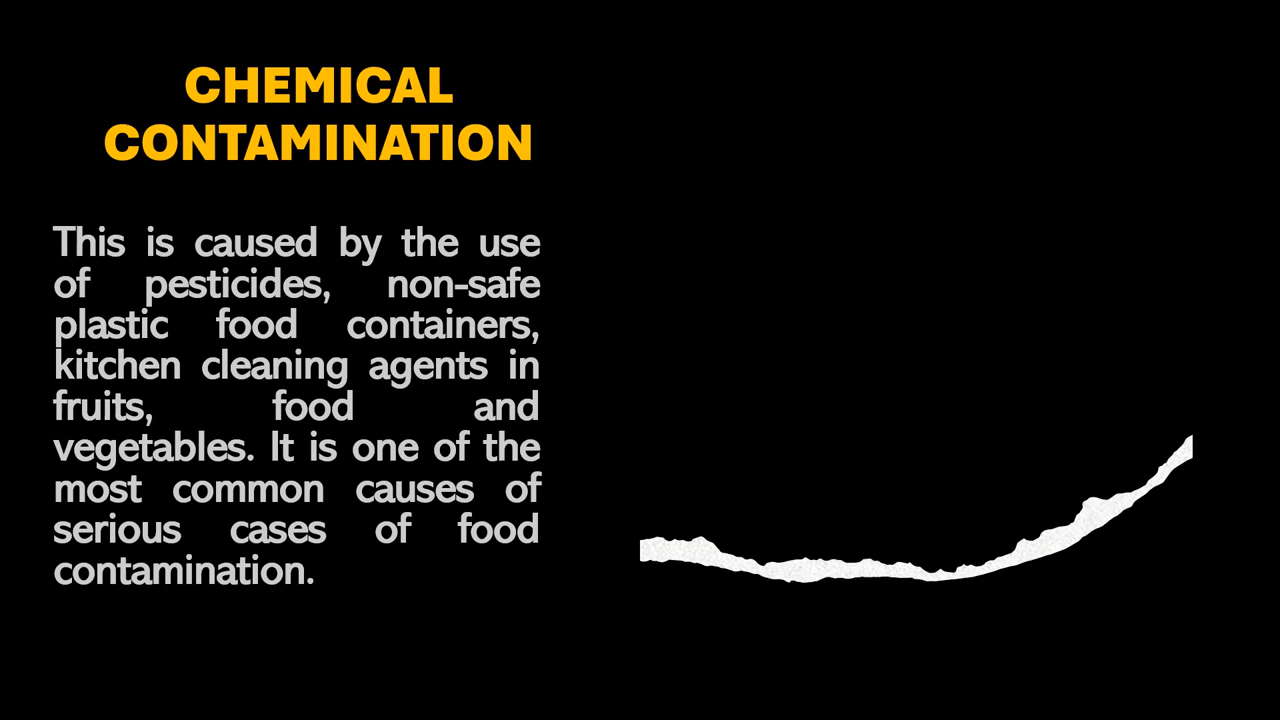 CHEMICAL
CONTAMINATION
This is caused by the use
of pesticides, non-safe
plastic food containers,
kitchen cleaning agents in
fruits, food and
vegetables. It is one of the
most common causes of
serious cases of food
contamination.